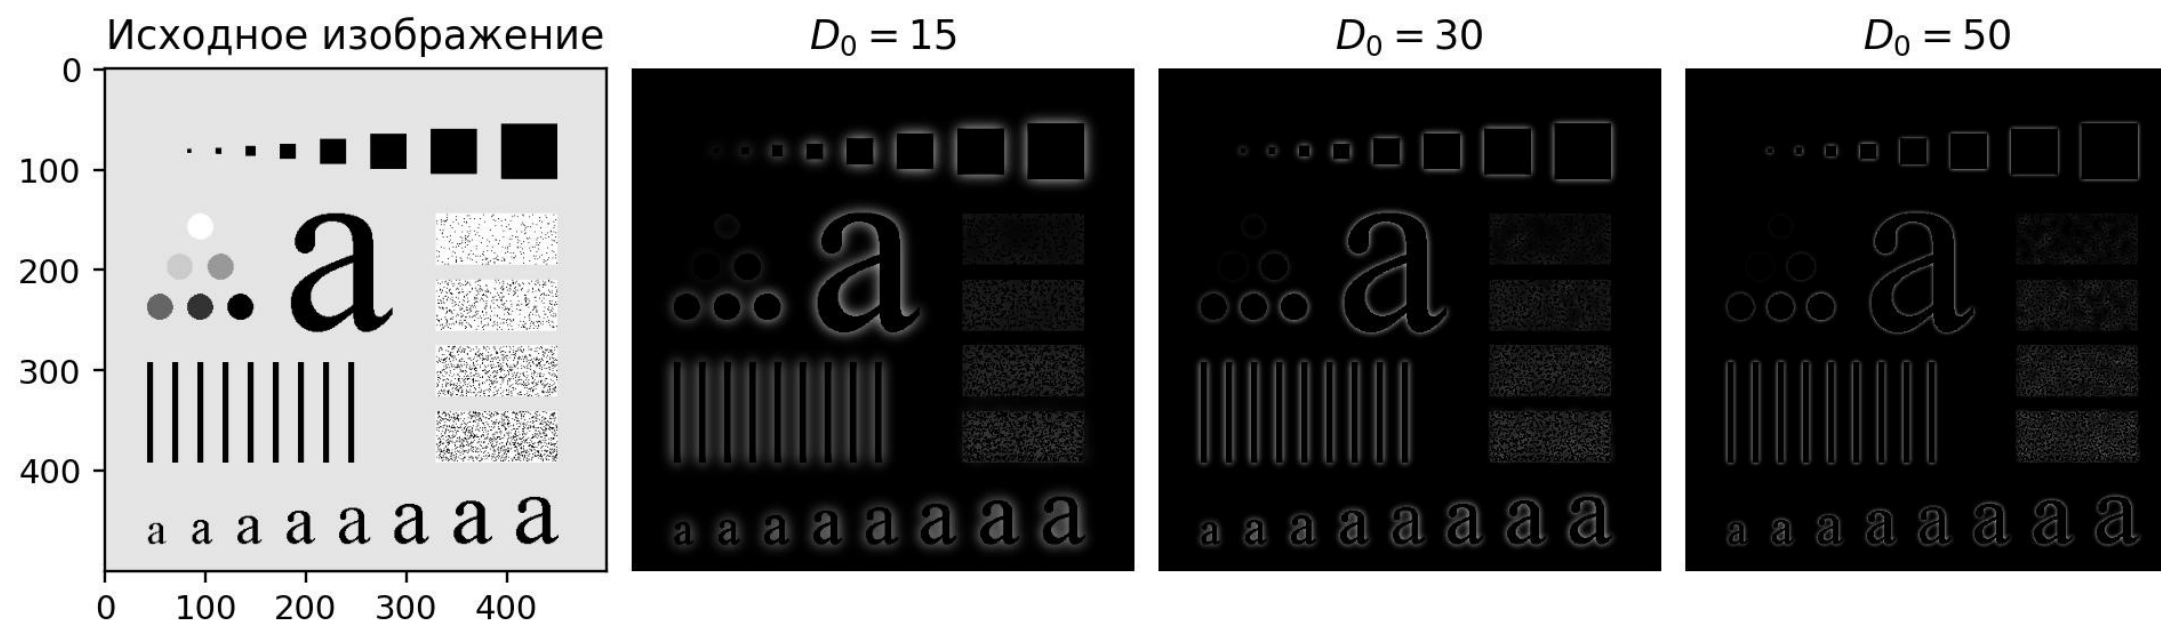 Исходное изображение
D₀ = 15
D₀ = 30
D₀ = 50
0
100
200
300
400
0 100 200 300 400
a
a a a a a a a a
a
a a a a a a a a
a
a a a a a a a a
a
a a a a a a a a